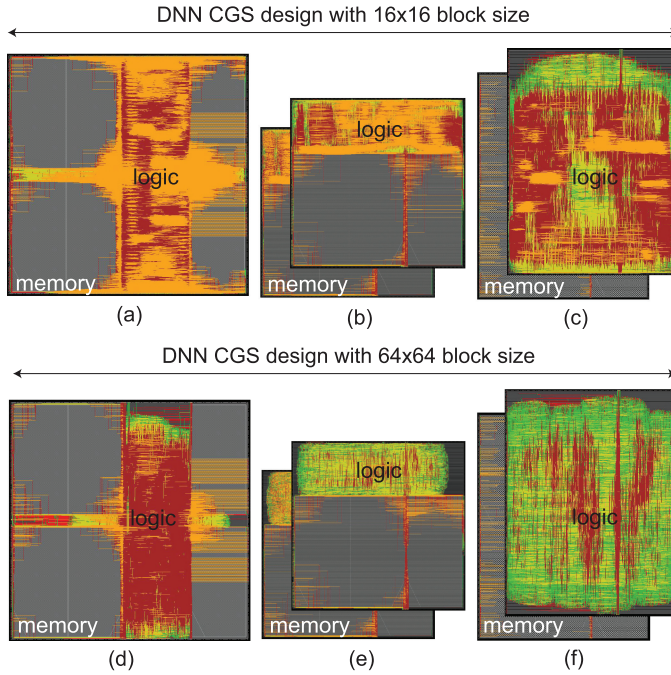 DNN CGS design with 16x16 block size
logic
memory
(a)
logic
memory
(b)
logic
memory
(c)
DNN CGS design with 64x64 block size
logic
memory
(d)
logic
memory
(e)
logic
memory
(f)